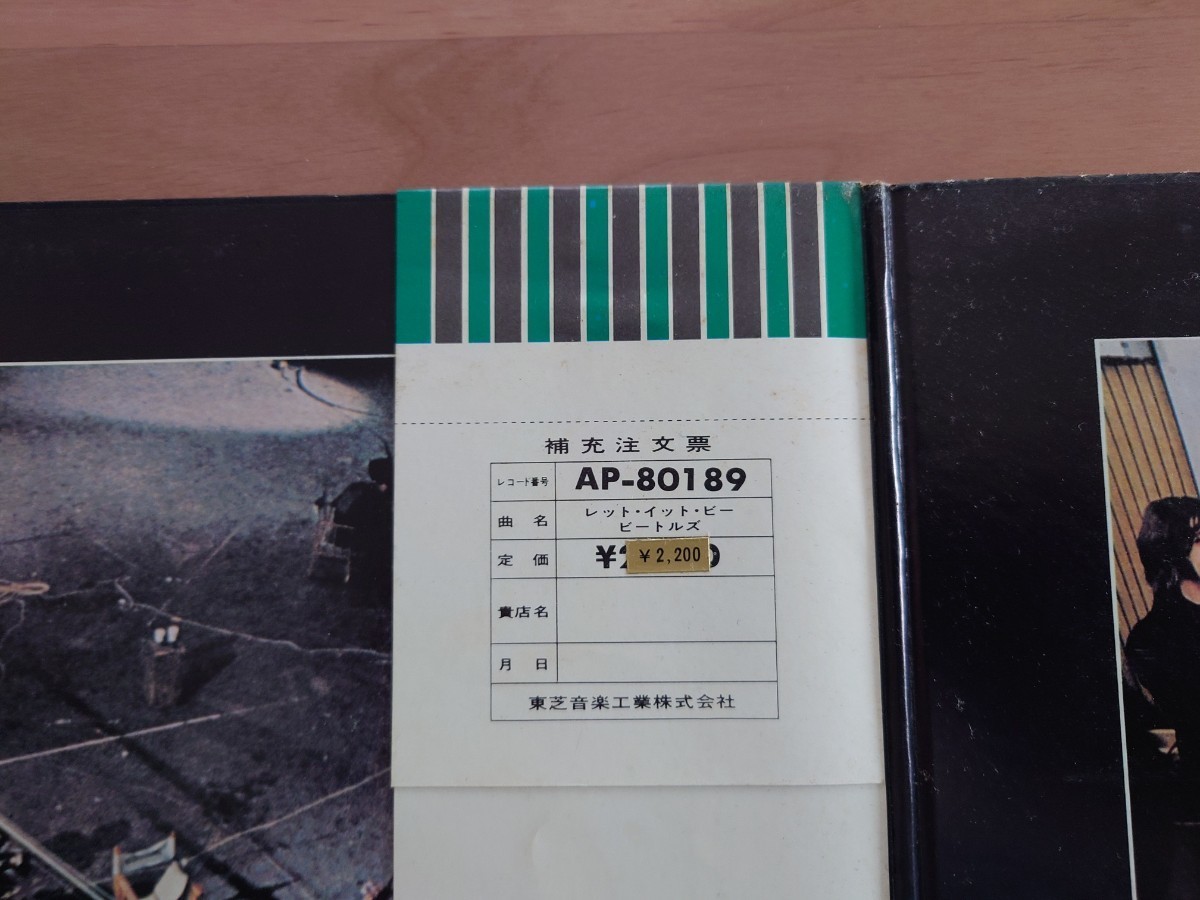 補充注文票
レコード番号 AP-80189
曲名 レット・イット・ビー
ビートルズ
定価 ¥2,200
貴店名
月日
東芝音楽工業株式会社